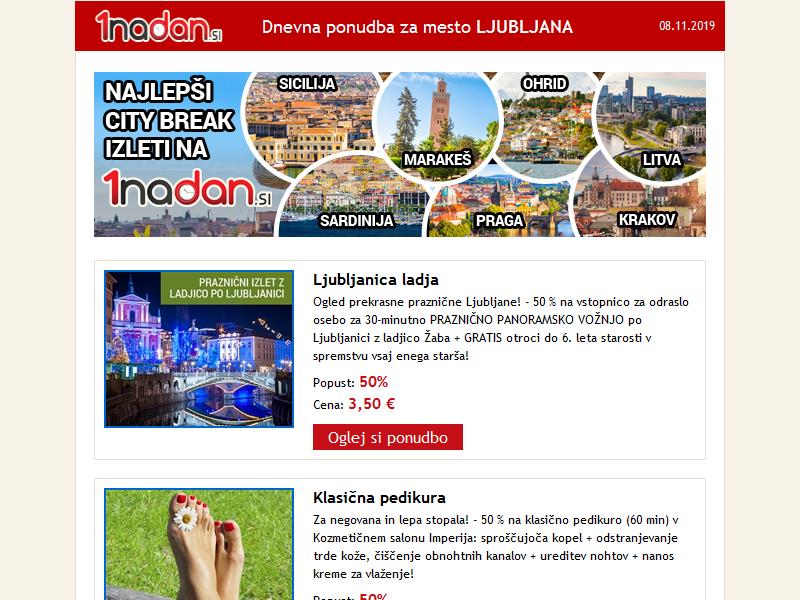 1nadan.si
Dnevna ponudba za mesto LJUBLJANA
08.11.2019
NAJLEPŠI
CITY BREAK
IZLETI NA
1nadan.si
SICILIJA
MARAKEŠ
OHRID
LITVA
SARDINIJA
PRAGA
KRAKOV
PRAZNIČNI IZLET Z
LADJICO PO LJUBLJANICI
Ljubljanica ladja
Ogled prekrasne praznične Ljubljane! - 50 % na vstopnico za odraslo
osebo za 30-minutno PRAZNIČNO PANORAMSKO VOŽNJO po
Ljubljanici z ladjico Žaba + GRATIS otroci do 6. leta starosti v
spremstvu vsaj enega starša!
Popust: 50%
Cena: 3,50 €
Oglej si ponudbo
Klasična pedikura
Za negovana in lepa stopala! - 50 % na klasično pedikuro (60 min) v
Kozmetičnem salonu Imperija: sproščujoča kopel + odstranjevanje
trde kože, čiščenje obnohtnih kanalov + ureditev nohtov + nanos
kreme za vlaženje!
Popust: 50%